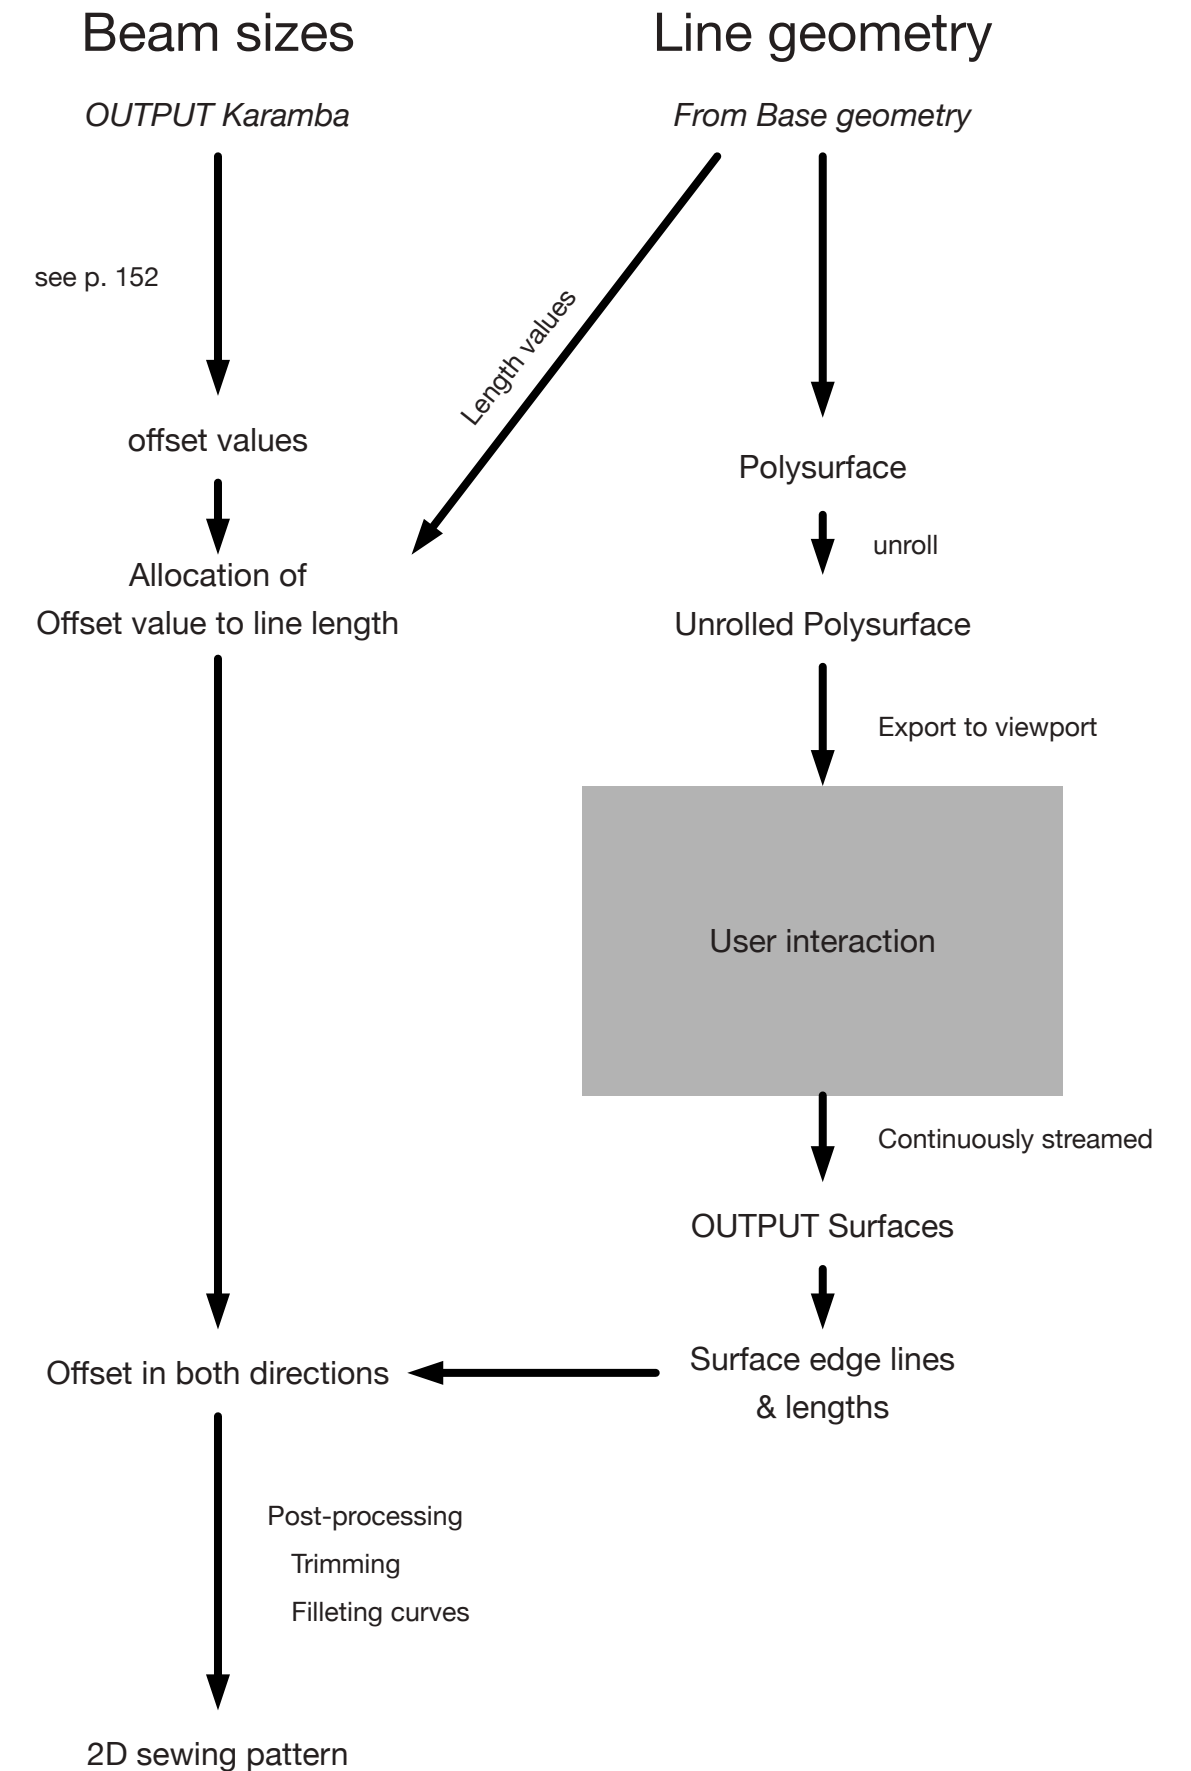 Beam sizes
OUTPUT Karamba
see p. 152
offset values
Allocation of
Offset value to line length
Line geometry
From Base geometry
Length values
Polysurface
unroll
Unrolled Polysurface
Export to viewport
User interaction
Continuously streamed
OUTPUT Surfaces
Surface edge lines
& lengths
Offset in both directions
Post-processing
Trimming
Filleting curves
2D sewing pattern